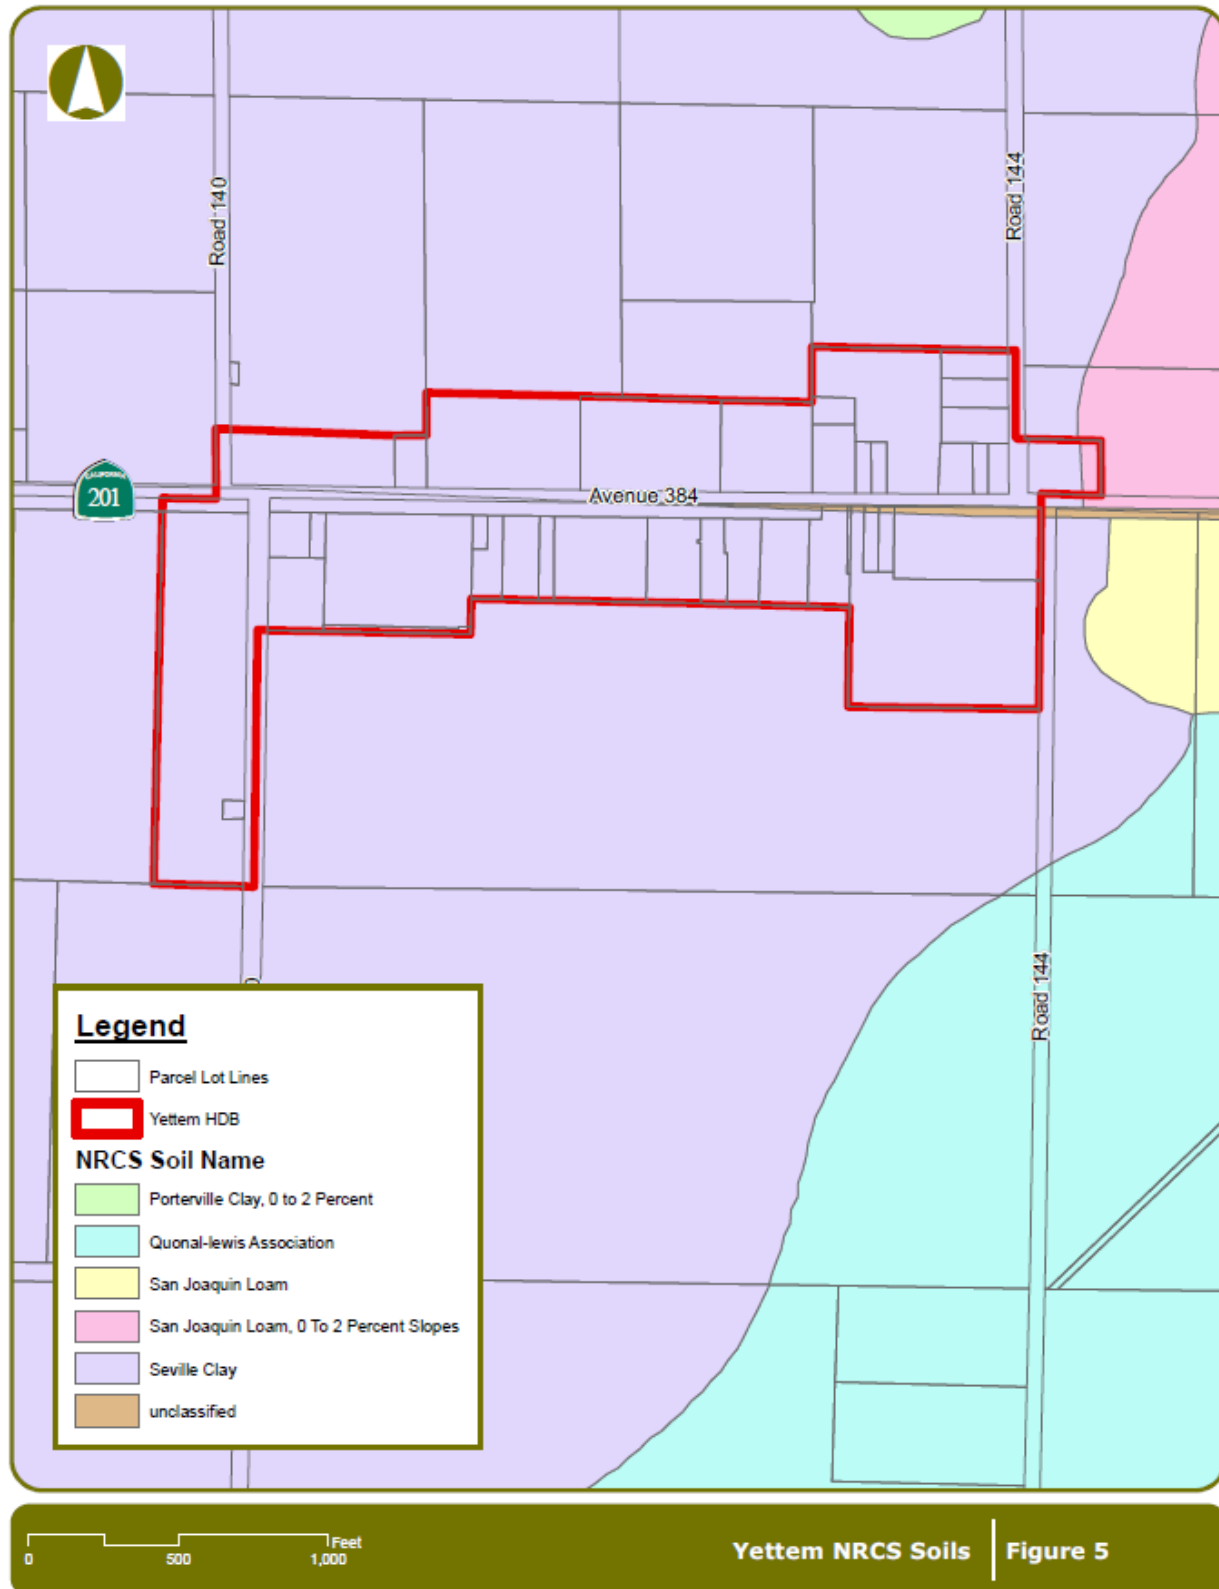 Road 140
Road 144
CALIFORNIA
201
Avenue 384
Road 144
Legend
Parcel Lot Lines
Yettem HDB
NRCS Soil Name
Porterville Clay, 0 to 2 Percent
Quonal-lewis Association
San Joaquin Loam
San Joaquin Loam, 0 To 2 Percent Slopes
Seville Clay
unclassified
Feet
0 500 1,000
Yettem NRCS Soils
Figure 5